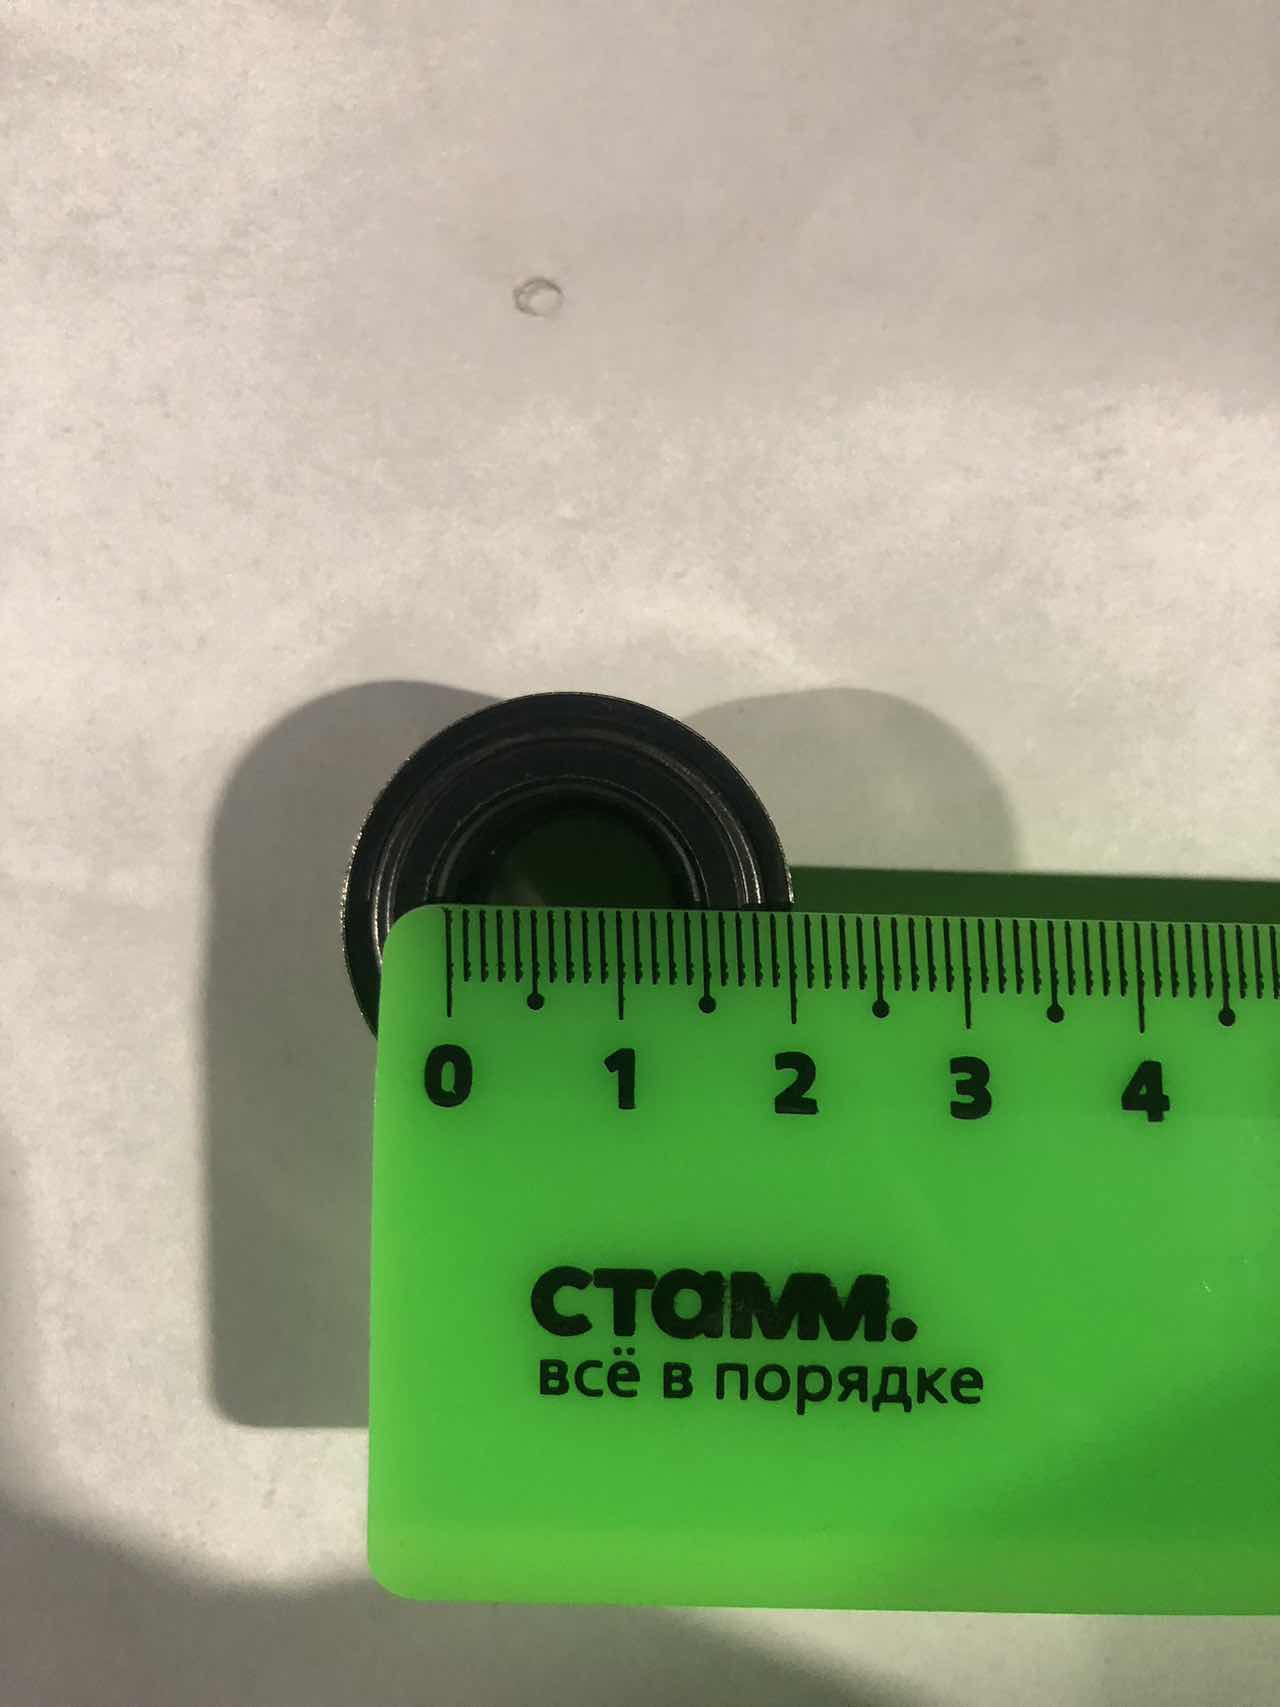 0 1 2 3 4
стамм.
всё в порядке